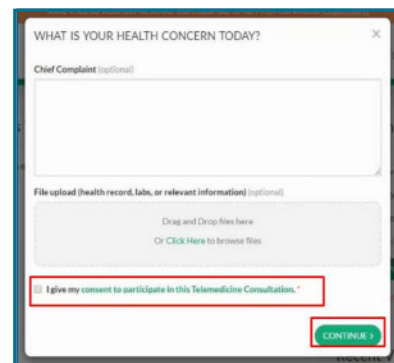 WHAT IS YOUR HEALTH CONCERN TODAY?
×
Chief Complaint (optional)
File upload (health record, labs, or relevant information) (optional)
Drag and Drop files here
Or Click Here to browse files
I give my consent to participate in this Telemedicine Consultation. *
CONTINUE >
Recent V